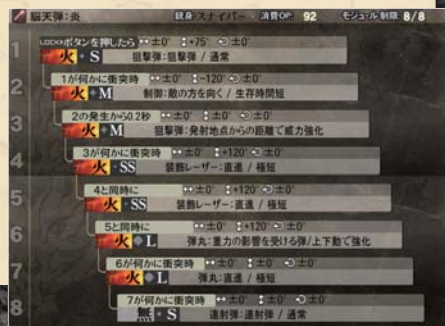 脳天弾:炎 銃身 スナイパー 消費OP: 92 モジュール制限 8/8
1 LOCK×ボタンを押したら ±0° +75° ±0°
火 S 狙撃弾:狙撃弾 / 通常
2 1が何かに衝突時 ±0° -120° ±0°
火 M 制御:敵の方を向く / 生存時間短
3 2の発生から0.2秒 ±0° ±0° ±0°
火 M 狙撃弾:発射地点からの距離で威力強化
4 3が何かに衝突時 ±0° +120° ±0°
火 SS 装飾レーザー:直進 / 極短
5 4と同時に ±0° +120° ±0°
火 SS 装飾レーザー:直進 / 極短
6 5と同時に ±0° +120° ±0°
火 L 弾丸:重力の影響を受ける弾/上下動で強化
7 6が何かに衝突時 ±0° ±0° ±0°
火 L 弾丸:直進 / 極短
8 7が何かに衝突時 ±0° ±0° ±0°
S 速射弾:速射弾 / 通常